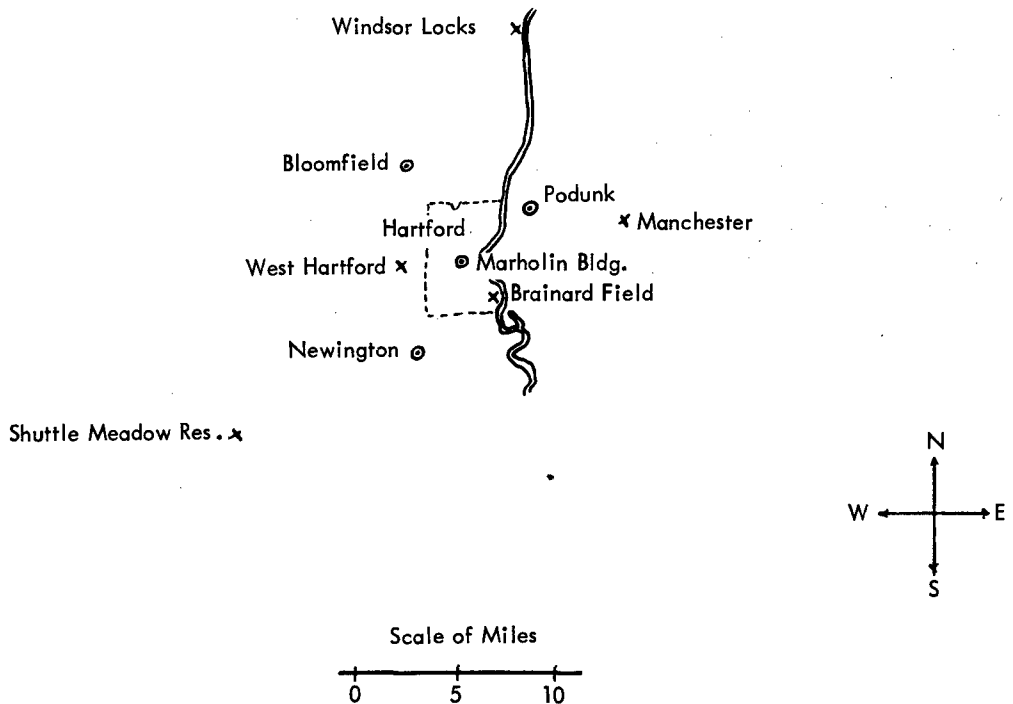 Windsor Locks
Bloomfield
Podunk
Manchester
Hartford
West Hartford
Marholin Bldg.
Brainard Field
Newington
Shuttle Meadow Res.
N
W E
S
Scale of Miles
0 5 10